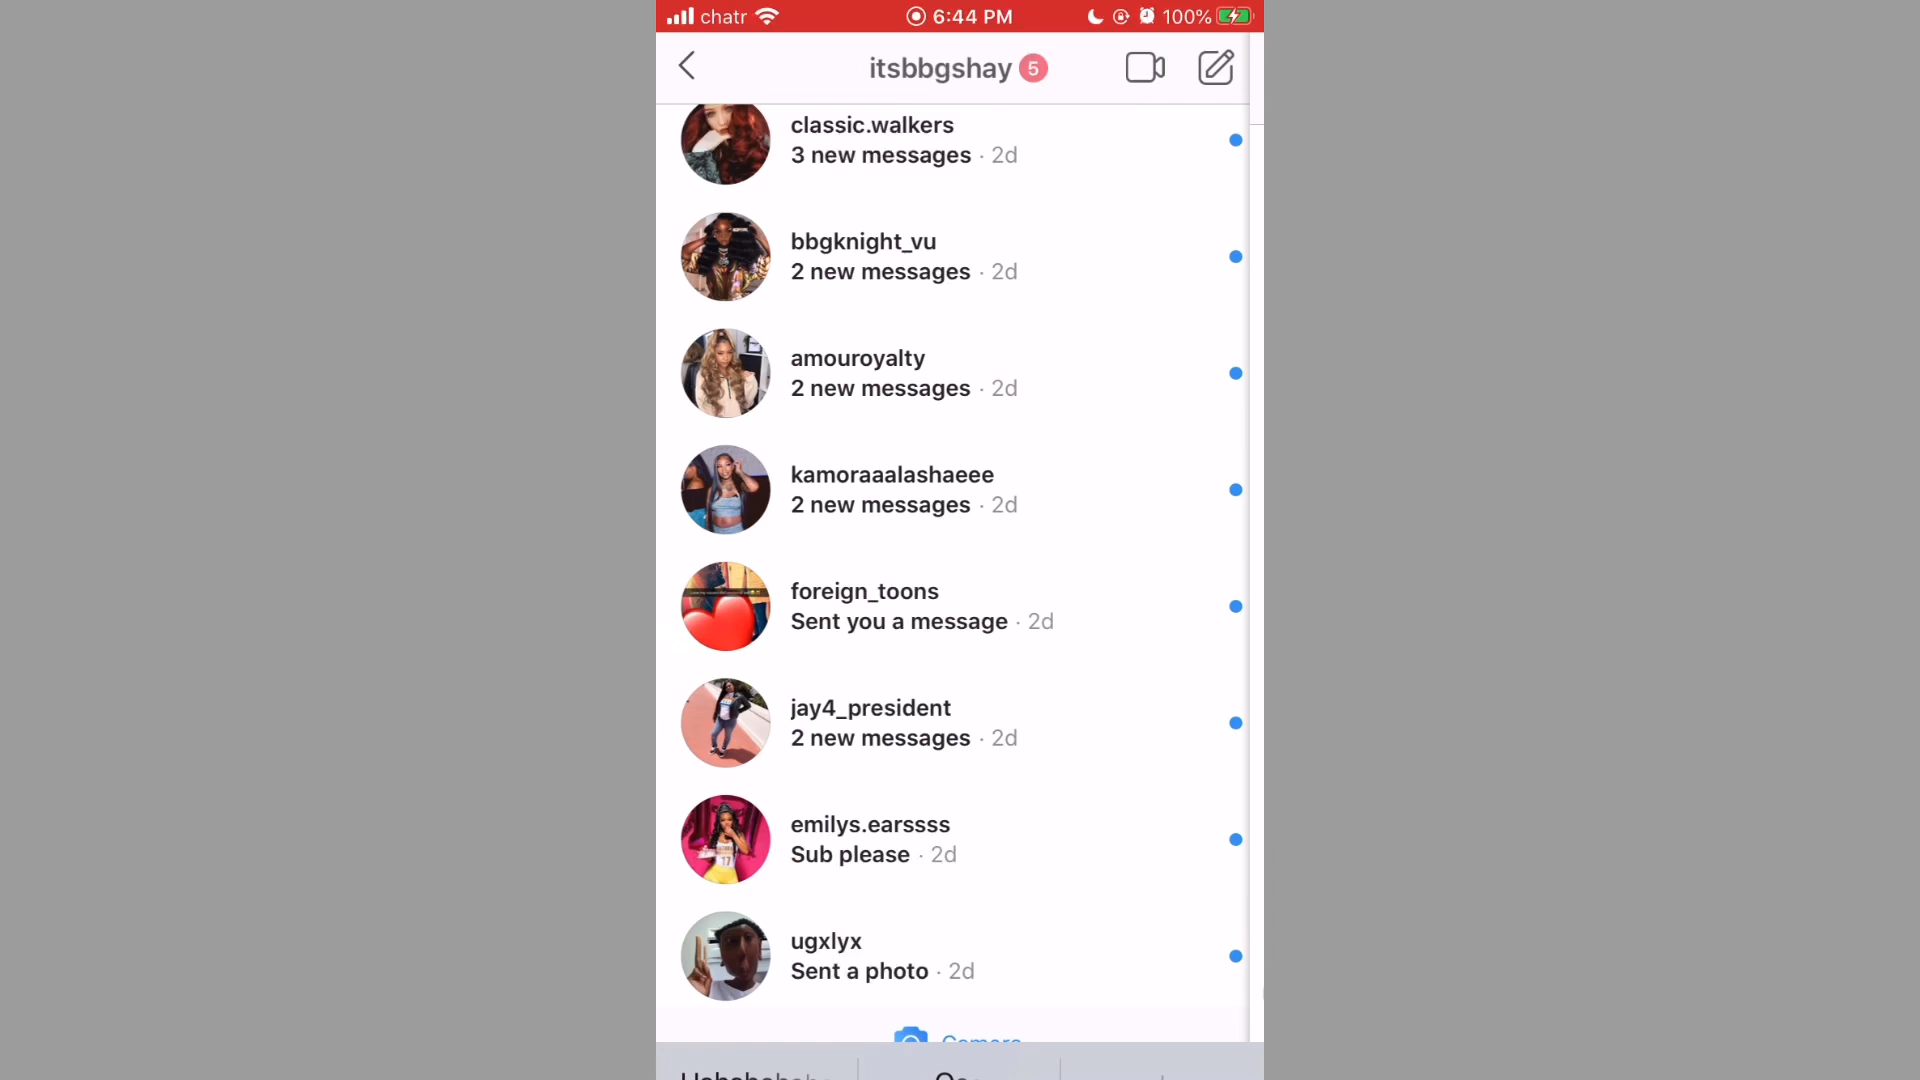 chatr 6:44 PM 100%
itsbbgshay 5
classic.walkers
3 new messages · 2d
bbgknight_vu
2 new messages · 2d
amouroyalty
2 new messages · 2d
kamoraaalashaeee
2 new messages · 2d
foreign_toons
Sent you a message · 2d
jay4_president
2 new messages · 2d
emilys.earssss
Sub please · 2d
ugxlyx
Sent a photo · 2d
Camera